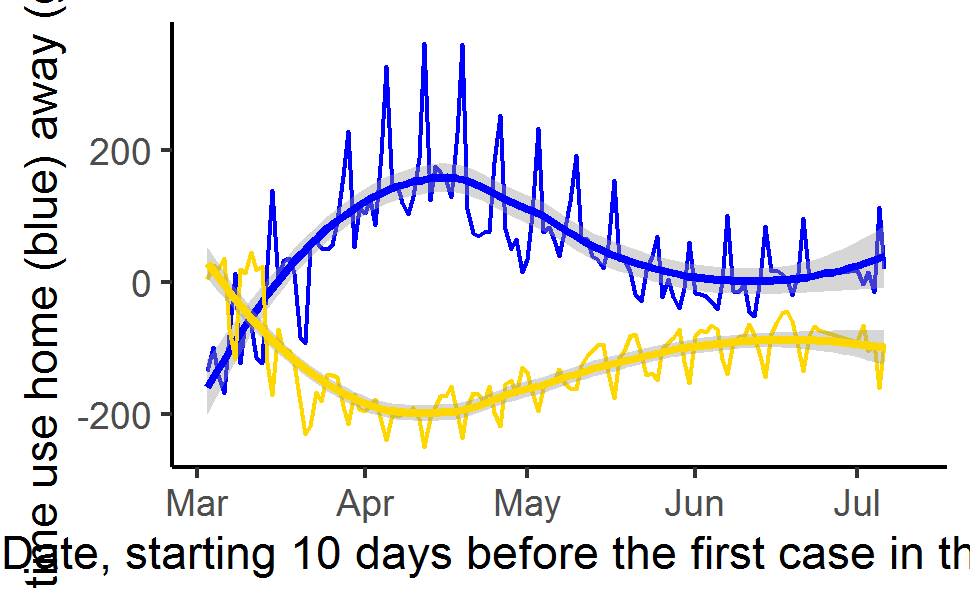 time use home (blue) away (
200
0
-200
Mar Apr May Jun Jul
Date, starting 10 days before the first case in th